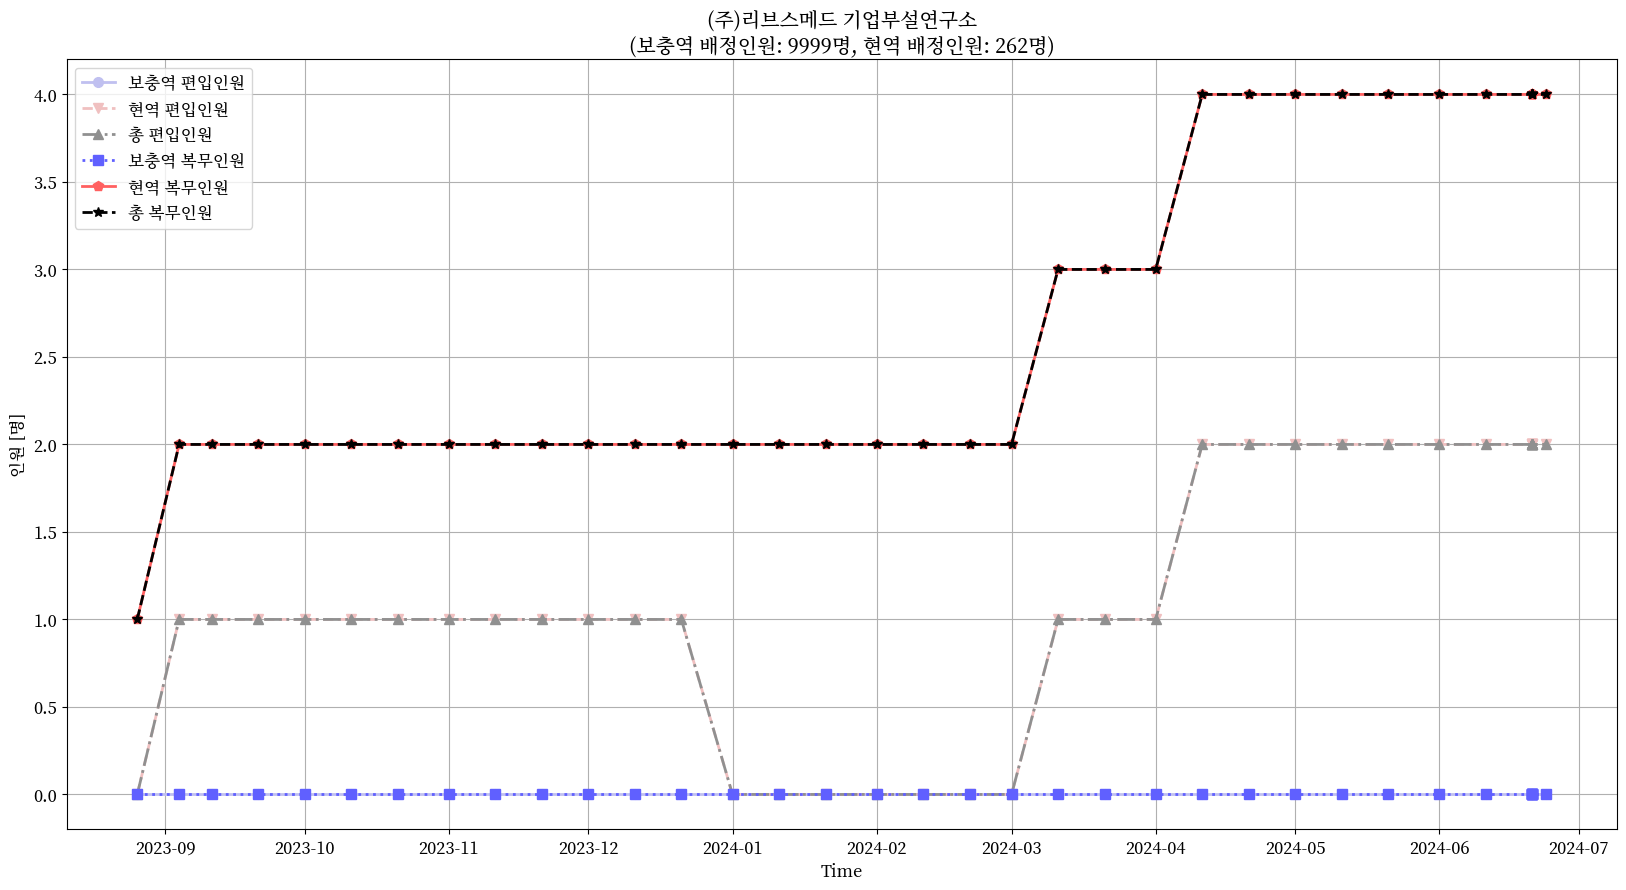 (주)리브스메드 기업부설연구소
(보충역 배정인원: 9999명, 현역 배정인원: 262명)
보충역 편입인원
현역 편입인원
총 편입인원
보충역 복무인원
현역 복무인원
총 복무인원
4.0
3.5
3.0
2.5
2.0
1.5
1.0
0.5
0.0
인원 [명]
2023-09
2023-10
2023-11
2023-12
2024-01
2024-02
2024-03
2024-04
2024-05
2024-06
2024-07
Time